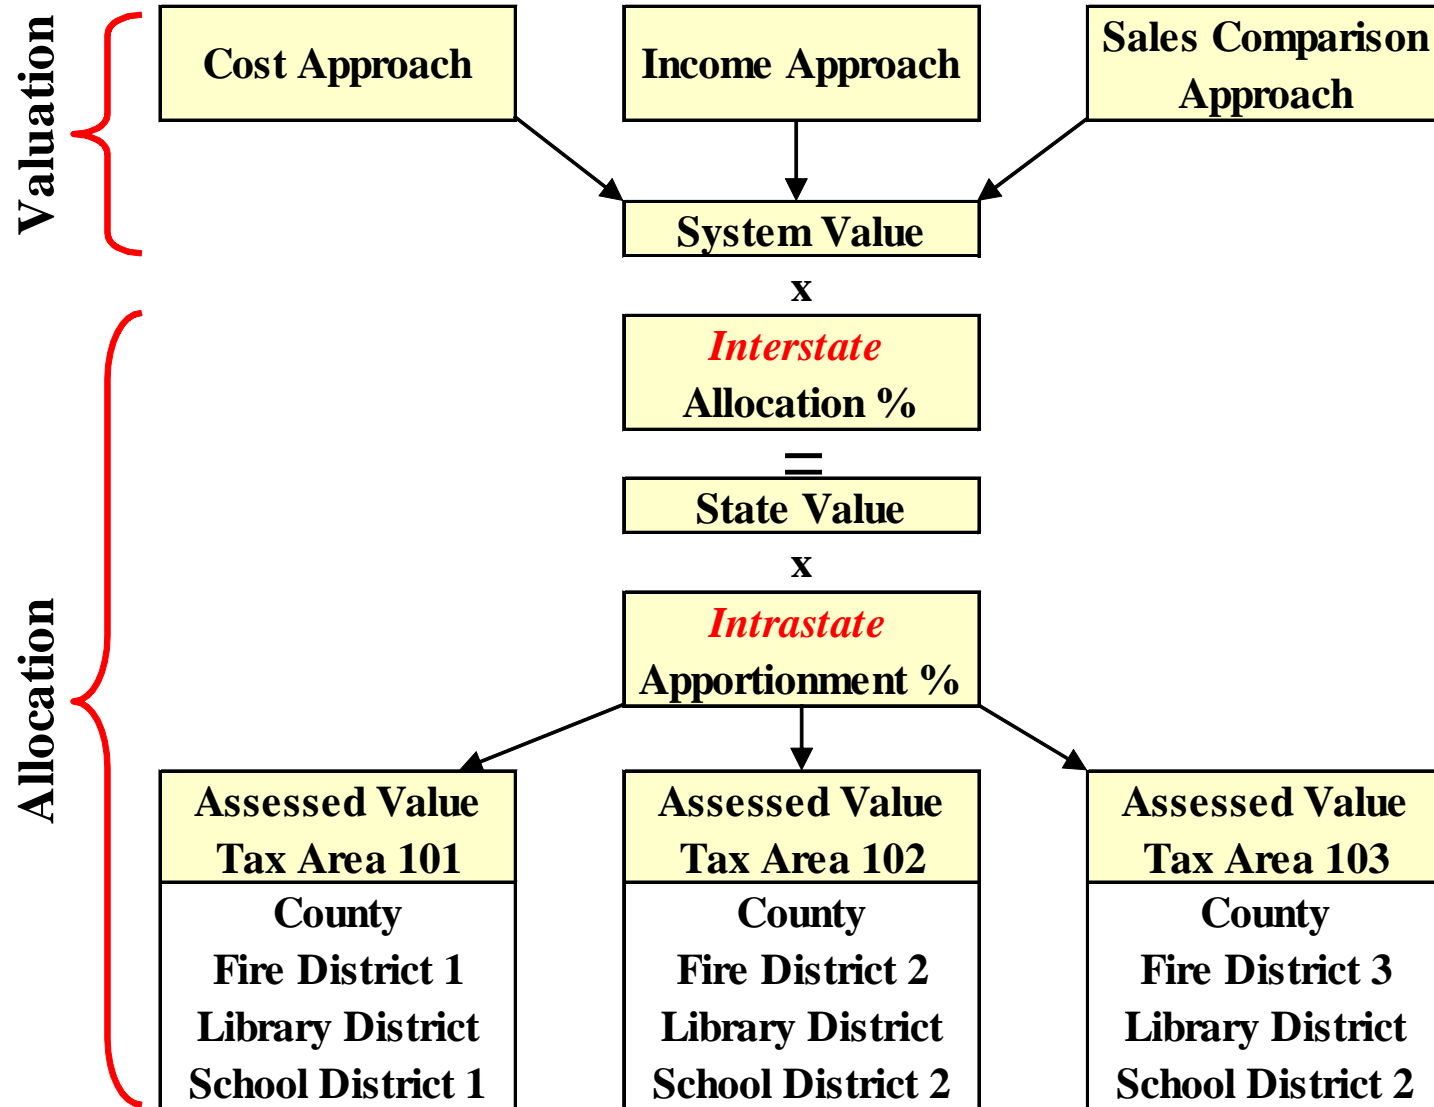 Valuation
Cost Approach
Income Approach
Sales Comparison
Approach
System Value
x
Interstate
Allocation %
=
State Value
x
Intrastate
Apportionment %
Allocation
Assessed Value
Tax Area 101
County
Fire District 1
Library District
School District 1
Assessed Value
Tax Area 102
County
Fire District 2
Library District
School District 2
Assessed Value
Tax Area 103
County
Fire District 3
Library District
School District 2